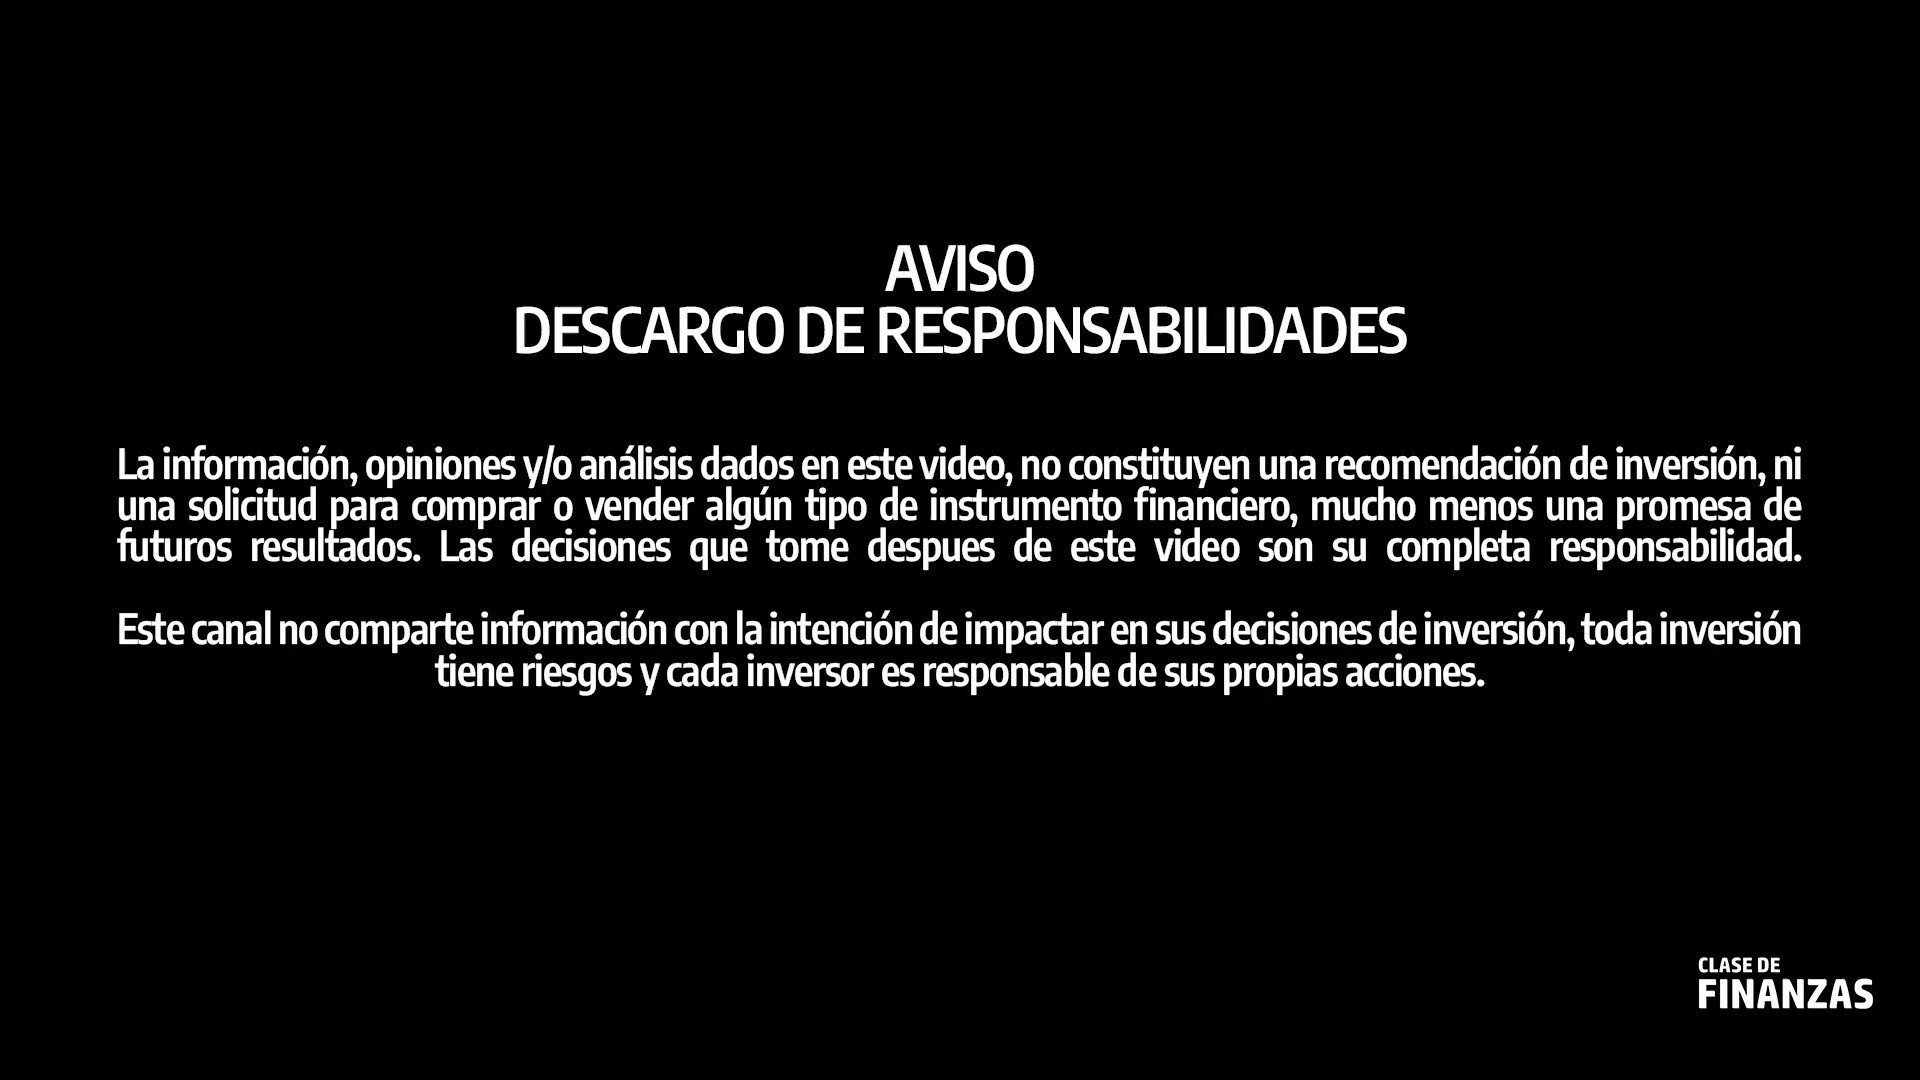 AVISO
DESCARGO DE RESPONSABILIDADES
La información, opiniones y/o análisis dados en este video, no constituyen una recomendación de inversión, ni
una solicitud para comprar o vender algún tipo de instrumento financiero, mucho menos una promesa de
futuros resultados. Las decisiones que tome despues de este video son su completa responsabilidad.
Este canal no comparte información con la intención de impactar en sus decisiones de inversión, toda inversión
tiene riesgos y cada inversor es responsable de sus propias acciones.
CLASE DE
FINANZAS